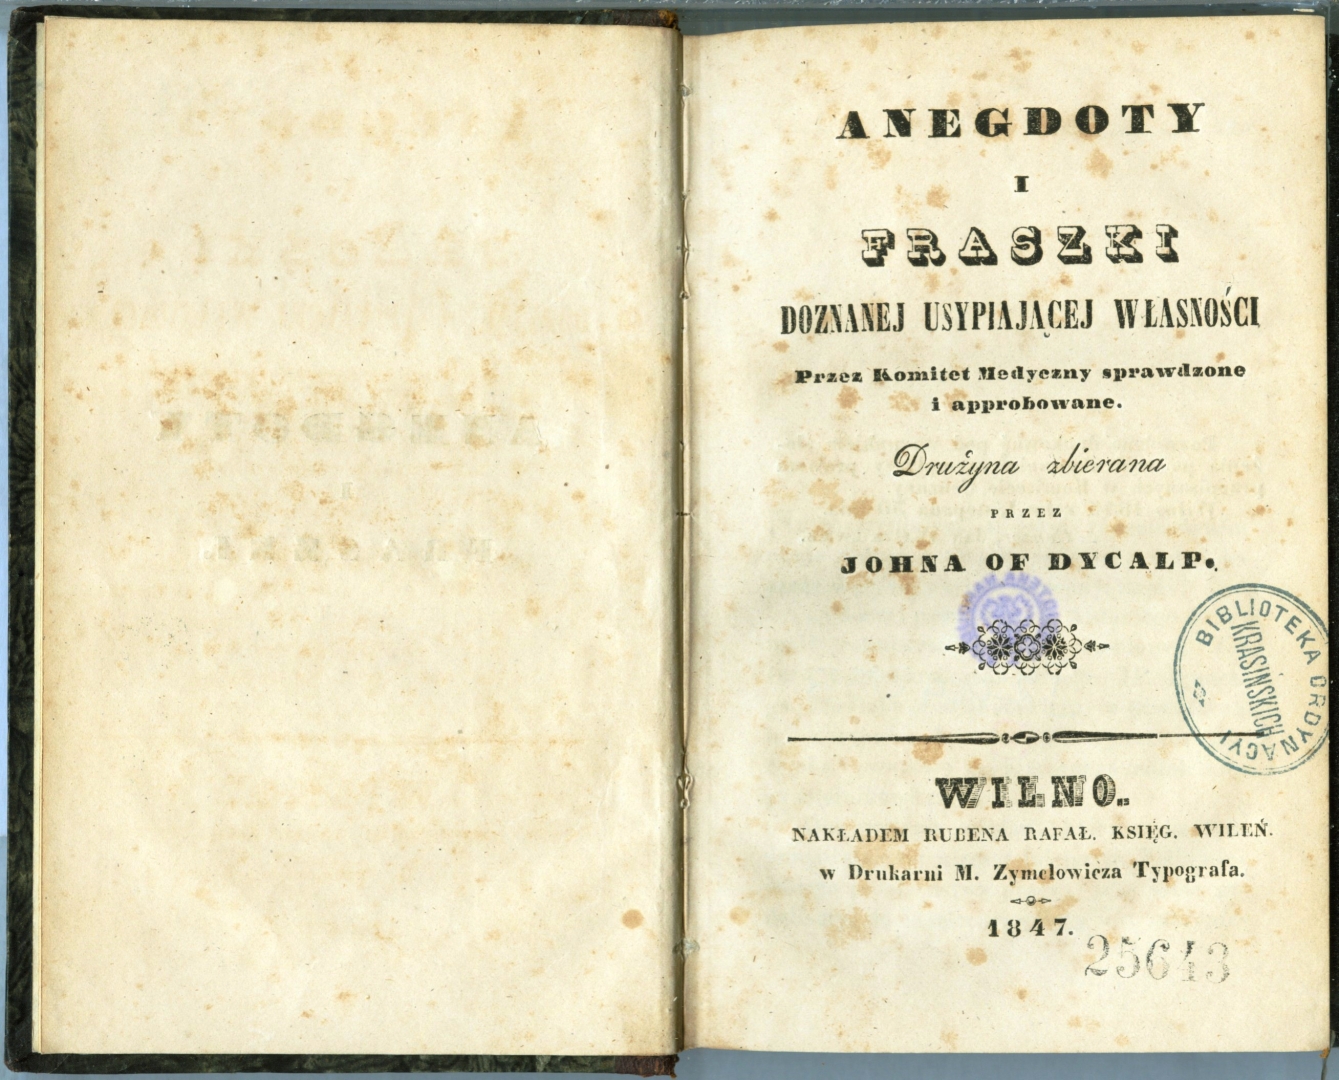 ANEGDOTY
I
FRASZKI
DOZNANEJ USYPIAJĄCEJ WŁASNOŚCI
Przez Komitet Medyczny sprawdzone
i approbowane.
Drużyna zbierana
PRZEZ
JOHNA OF DYCALP.
BIBLIOTEKA ORDYNACYI
KRASIŃSKICH
WILNO.
NAKŁADEM RUBENA RAFAŁ. KSIĘG. WILEŃ.
w Drukarni M. Zymelowicza Typografa.
1847.
25643